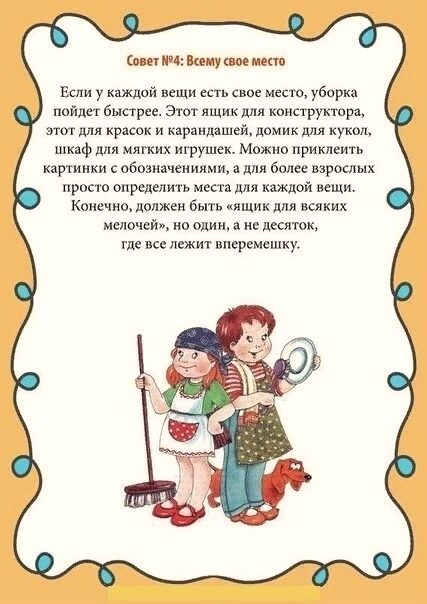 Совет №4: Всему свое место
Если у каждой вещи есть свое место, уборка
пойдет быстрее. Этот ящик для конструктора,
этот для красок и карандашей, домик для кукол,
шкаф для мягких игрушек. Можно приклеить
картинки с обозначениями, а для более взрослых
просто определить места для каждой вещи.
Конечно, должен быть «ящик для всяких
мелочей», но один, а не десяток,
где все лежит вперемешку.